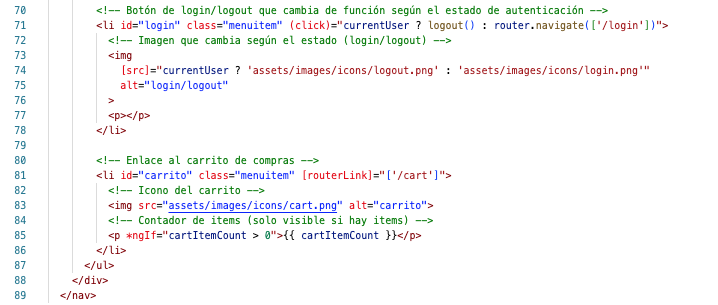 70 <!-- Botón de login/logout que cambia de función según el estado de autenticación -->
71 <li id="login" class="menuitem" (click)="currentUser ? logout() : router.navigate(['/login'])">
72 <!-- Imagen que cambia según el estado (login/logout) -->
73 <img
74 [src]="currentUser ? 'assets/images/icons/logout.png' : 'assets/images/icons/login.png'"
75 alt="login/logout"
76 >
77 <p></p>
78 </li>
79
80 <!-- Enlace al carrito de compras -->
81 <li id="carrito" class="menuitem" [routerLink]="['/cart']">
82 <!-- Icono del carrito -->
83 <img src="assets/images/icons/cart.png" alt="carrito">
84 <!-- Contador de items (solo visible si hay items) -->
85 <p *ngIf="cartItemCount > 0">{{ cartItemCount }}</p>
86 </li>
87 </ul>
88 </div>
89 </nav>